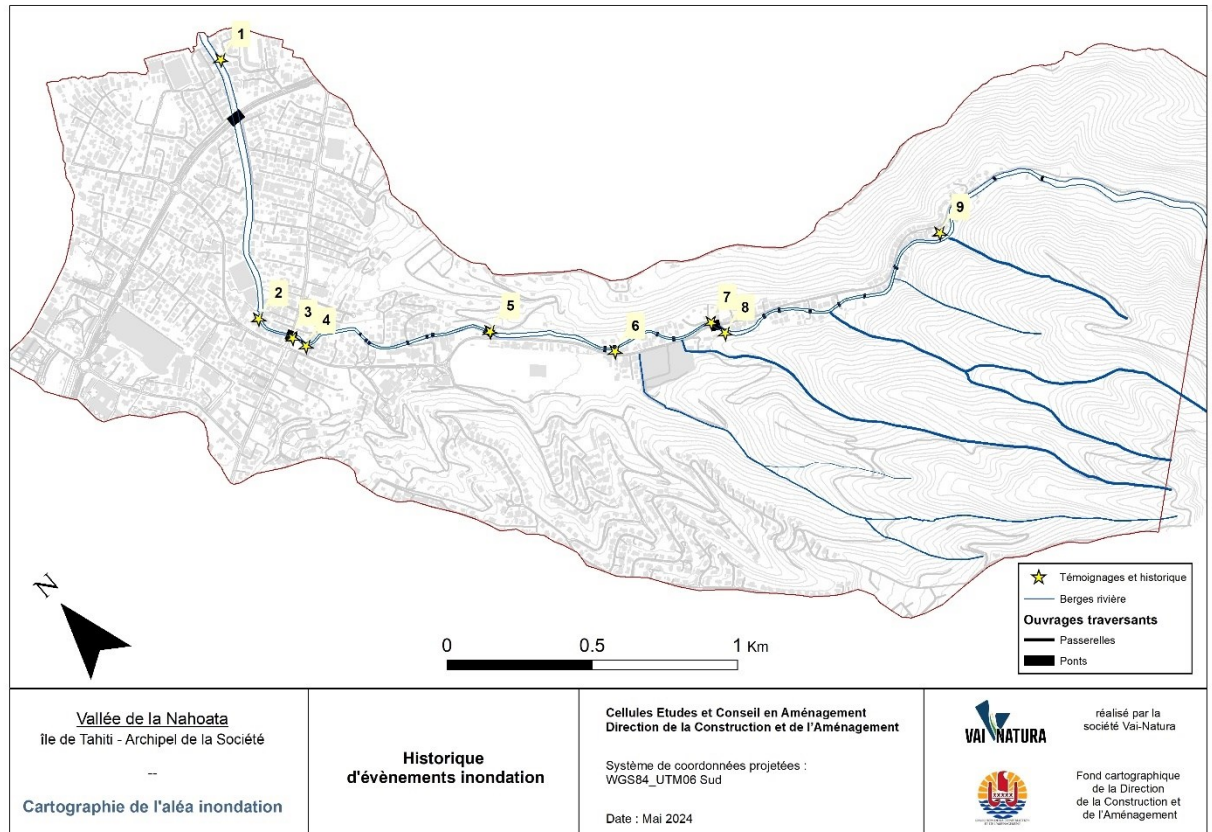 1
2
3
4
5
6
7
8
9
N
0 0.5 1 Km
Témoignages et historique
Berges rivière
Ouvrages traversants
Passerelles
Ponts
Vallée de la Nahoata
île de Tahiti - Archipel de la Société
--
Cartographie de l'aléa inondation
Historique
d'évènements inondation
Cellules Etudes et Conseil en Aménagement
Direction de la Construction et de l'Aménagement
Système de coordonnées projetées :
WGS84_UTM06 Sud
Date : Mai 2024
VAI NATURA
réalisé par la
société Vai-Natura
Fond cartographique
de la Direction
de la Construction et
de l'Aménagement